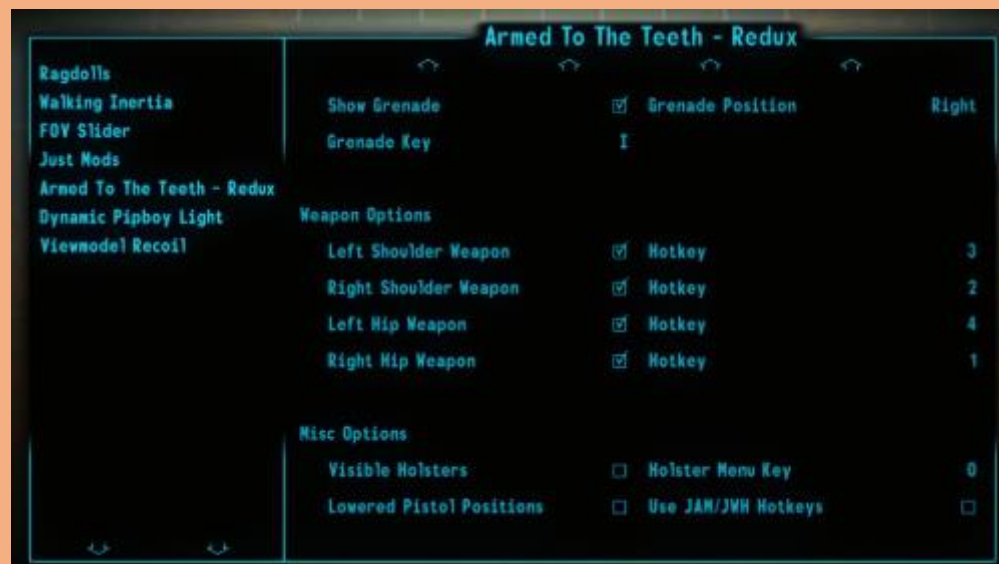 Armed To The Teeth - Redux
Ragdolls
Walking Inertia
FOV Slider
Just Mods
Armed To The Teeth - Redux
Dynamic Pipboy Light
Viewmodel Recoil
Show Grenade Grenade Position Right
Grenade Key I
Weapon Options
Left Shoulder Weapon Hotkey 3
Right Shoulder Weapon Hotkey 2
Left Hip Weapon Hotkey 4
Right Hip Weapon Hotkey 1
Misc Options
Visible Holsters Holster Menu Key 0
Lowered Pistol Positions Use JAM/JWH Hotkeys